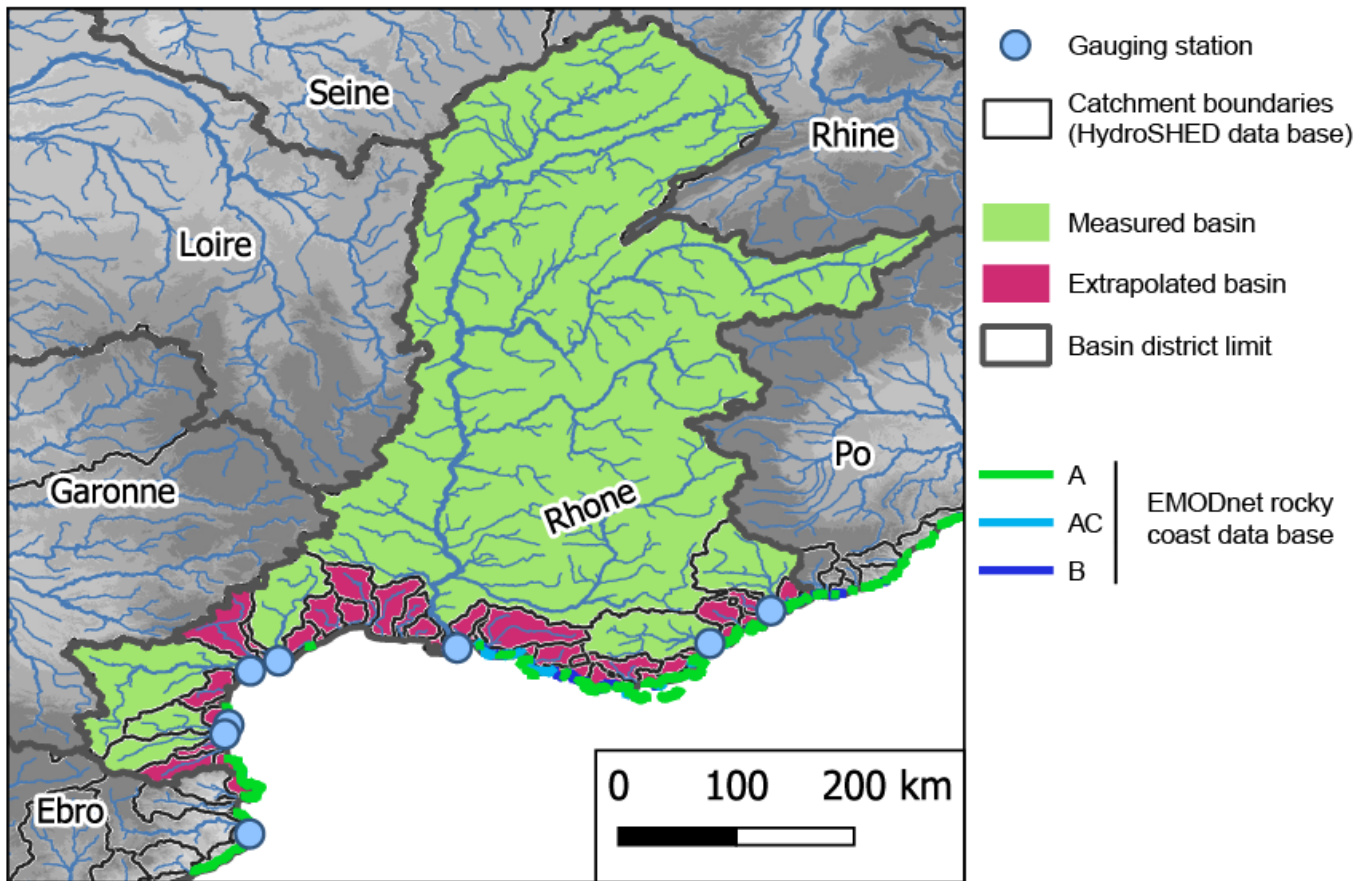 Seine
Rhine
Loire
Garonne
Po
Rhone
Ebro
0 100 200 km
Gauging station
Catchment boundaries
(HydroSHED data base)
Measured basin
Extrapolated basin
Basin district limit
A
AC
B
EMODnet rocky
coast data base